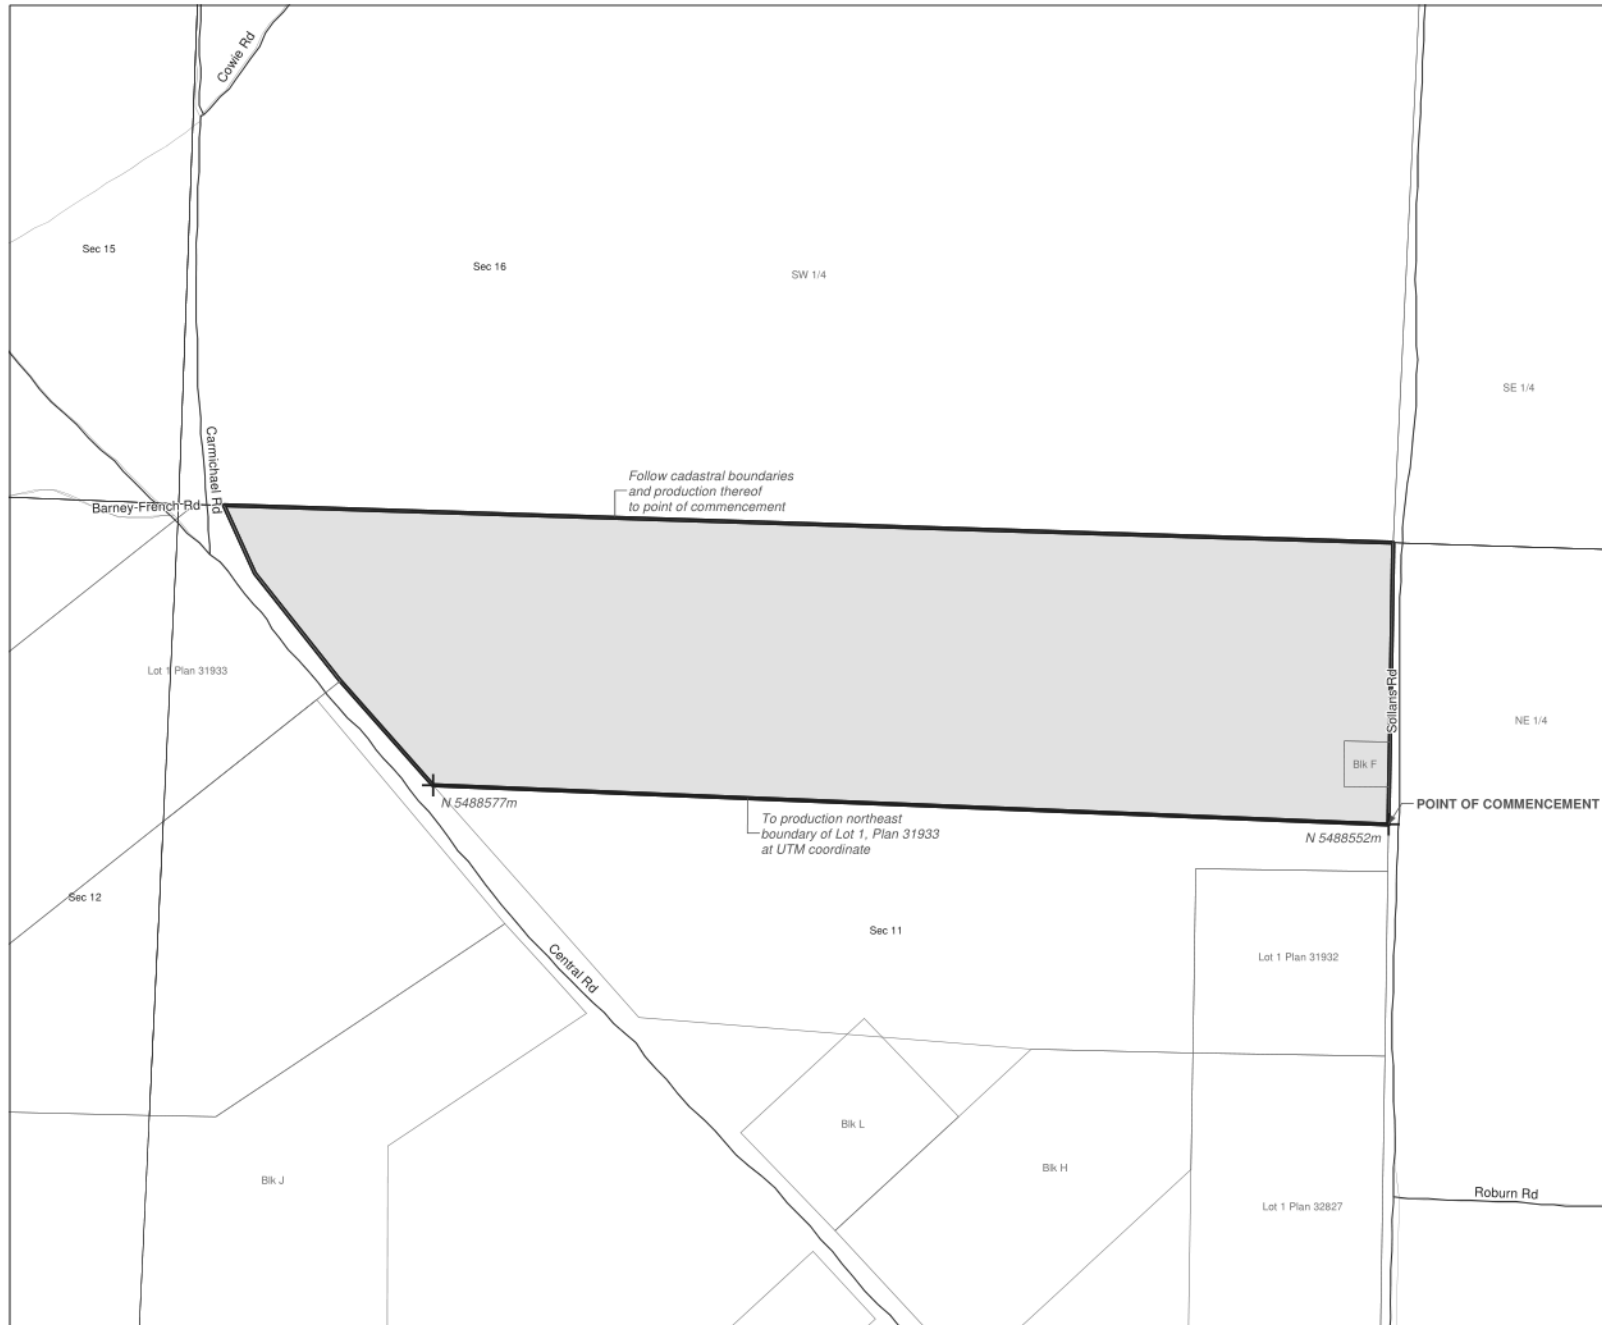 Cowie Rd
Sec 15
Sec 16
SW 1/4
SE 1/4
Carmichael Rd
Follow cadastral boundaries
and production thereof
to point of commencement
Barney-French Rd
Lot 1 Plan 31933
Sollans Rd
NE 1/4
Blk F
N 5488577m
POINT OF COMMENCEMENT
To production northeast
boundary of Lot 1, Plan 31933
at UTM coordinate
N 5488552m
Sec 12
Sec 11
Central Rd
Lot 1 Plan 31932
Blk L
Blk H
Blk J
Roburn Rd
Lot 1 Plan 32827